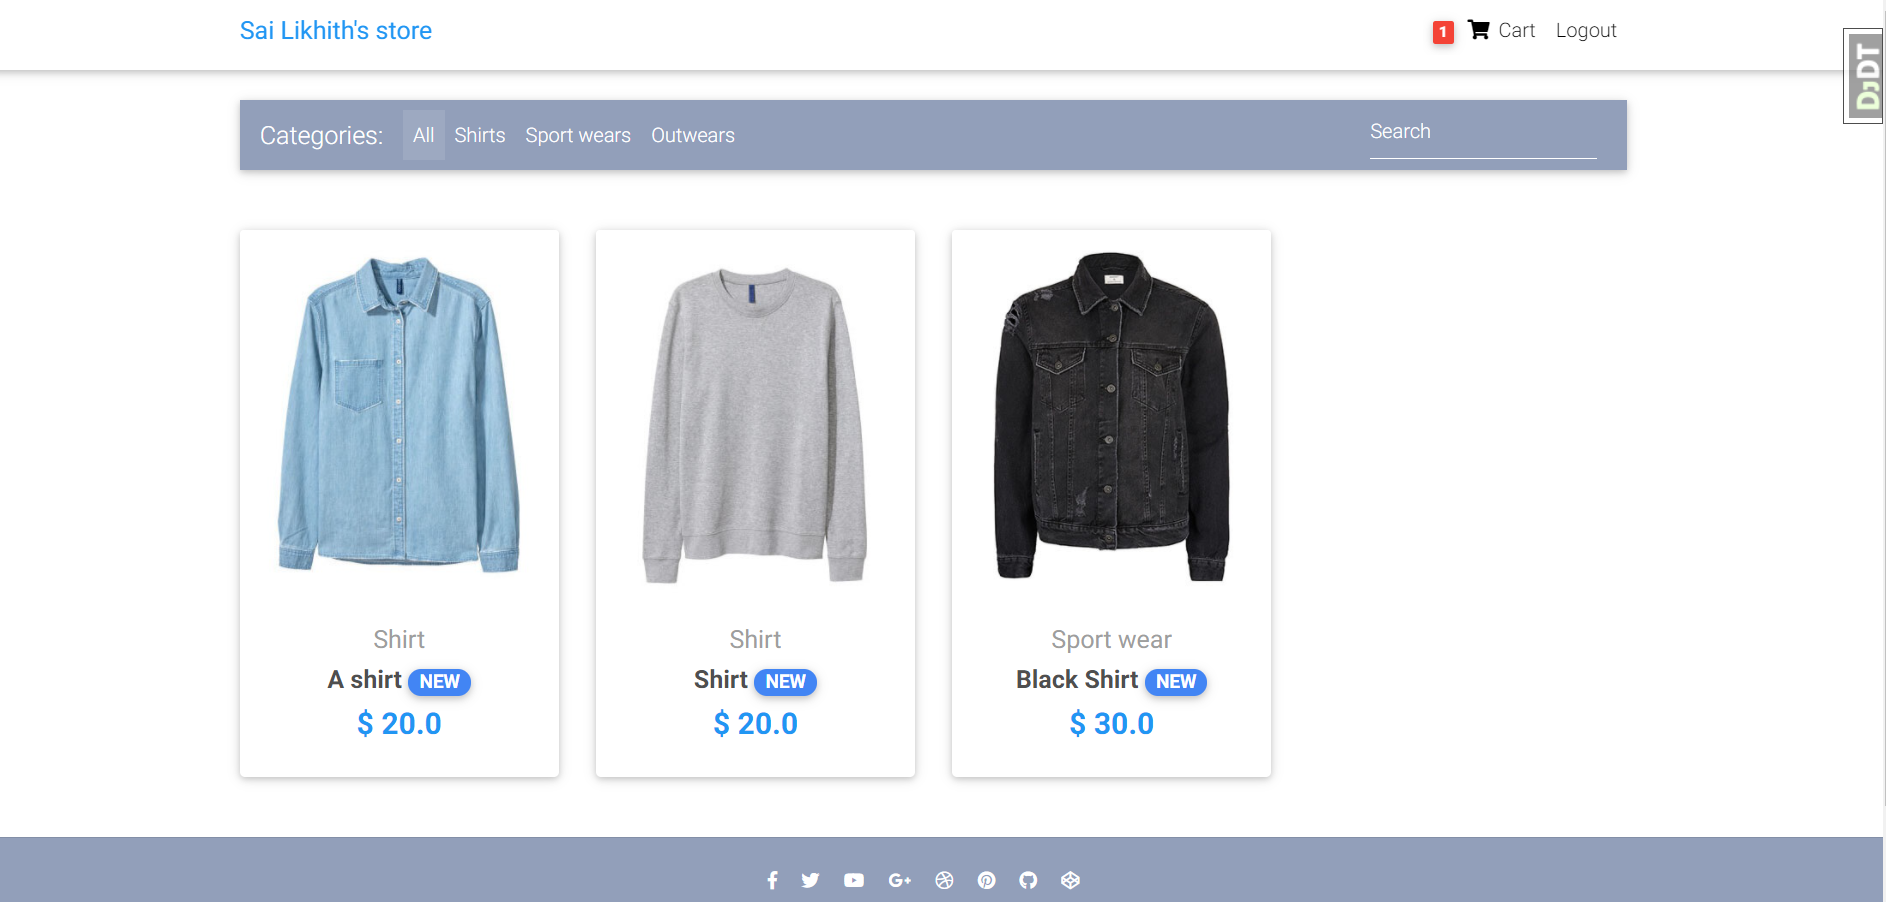 Sai Likhith's store
1 Cart Logout
DJDT
Categories: All Shirts Sport wears Outwears Search
Shirt
A shirt NEW
$ 20.0
Shirt
Shirt NEW
$ 20.0
Sport wear
Black Shirt NEW
$ 30.0